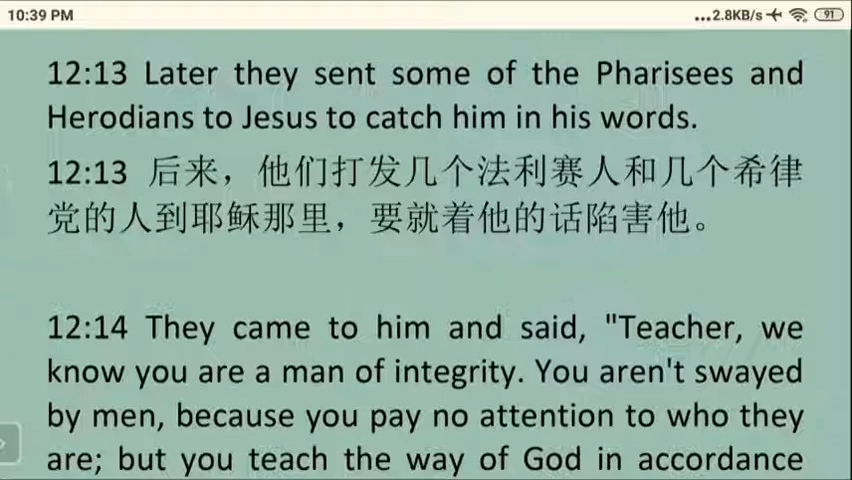 10:39 PM ...2.8KB/s 91
12:13 Later they sent some of the Pharisees and
Herodians to Jesus to catch him in his words.
12:13 后来，他们打发几个法利赛人和几个希律
党的人到耶稣那里，要就着他的话陷害他。
12:14 They came to him and said, "Teacher, we
know you are a man of integrity. You aren't swayed
by men, because you pay no attention to who they
are; but you teach the way of God in accordance